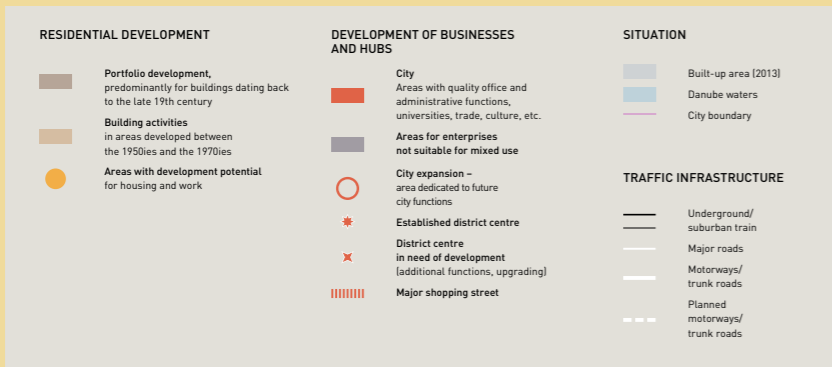 RESIDENTIAL DEVELOPMENT
Portfolio development,
predominantly for buildings dating back
to the late 19th century
Building activities
in areas developed between
the 1950ies and the 1970ies
Areas with development potential
for housing and work
DEVELOPMENT OF BUSINESSES
AND HUBS
City
Areas with quality office and
administrative functions,
universities, trade, culture, etc.
Areas for enterprises
not suitable for mixed use
City expansion –
area dedicated to future
city functions
Established district centre
District centre
in need of development
(additional functions, upgrading)
Major shopping street
SITUATION
Built-up area (2013)
Danube waters
City boundary
TRAFFIC INFRASTRUCTURE
Underground/
suburban train
Major roads
Motorways/
trunk roads
Planned
motorways/
trunk roads